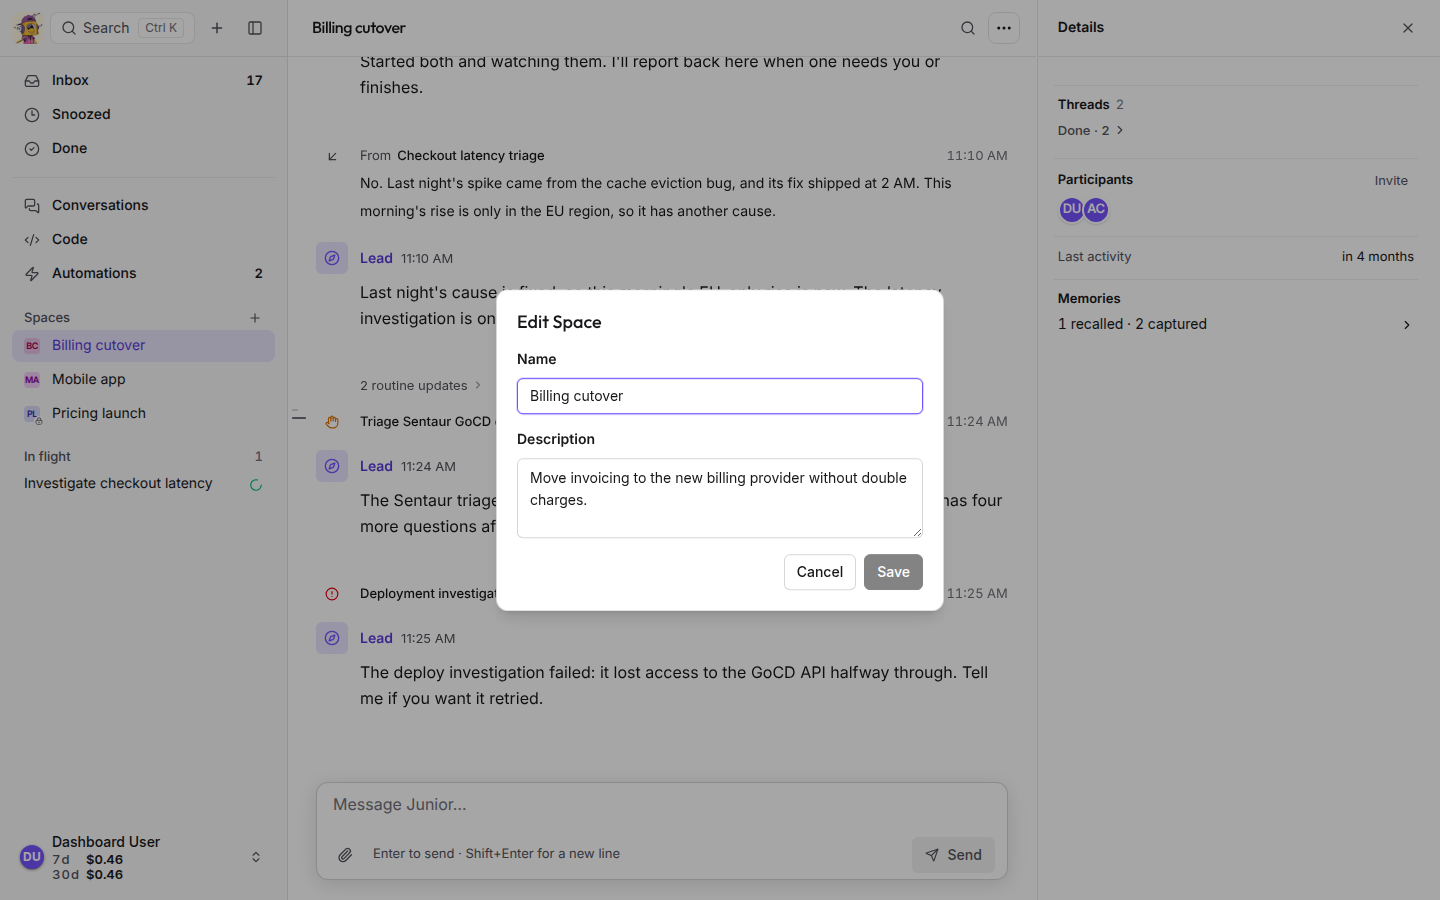 Search Ctrl K
Inbox 17
Snoozed
Done
Conversations
Code
Automations 2
Spaces
BC Billing cutover
MA Mobile app
PL Pricing launch
In flight 1
Investigate checkout latency
DU Dashboard User
7d $0.46
30d $0.46
Billing cutover
Started both and watching them. I'll report back here when one needs you or
finishes.
From Checkout latency triage 11:10 AM
No. Last night's spike came from the cache eviction bug, and its fix shipped at 2 AM. This
morning's rise is only in the EU region, so it has another cause.
Lead 11:10 AM
Last night's cause
investigation is on
2 routine updates
Triage Sentaur GoCD 11:24 AM
Lead 11:24 AM
The Sentaur triage has four
more questions
Deployment 11:25 AM
Lead 11:25 AM
The deploy investigation failed: it lost access to the GoCD API halfway through. Tell
me if you want it retried.
Message Junior...
Enter to send · Shift+Enter for a new line
Send
Edit Space
Name
Billing cutover
Description
Move invoicing to the new billing provider without double
charges.
Cancel Save
Details
Threads 2
Done · 2
Participants Invite
DU AC
Last activity in 4 months
Memories
1 recalled · 2 captured